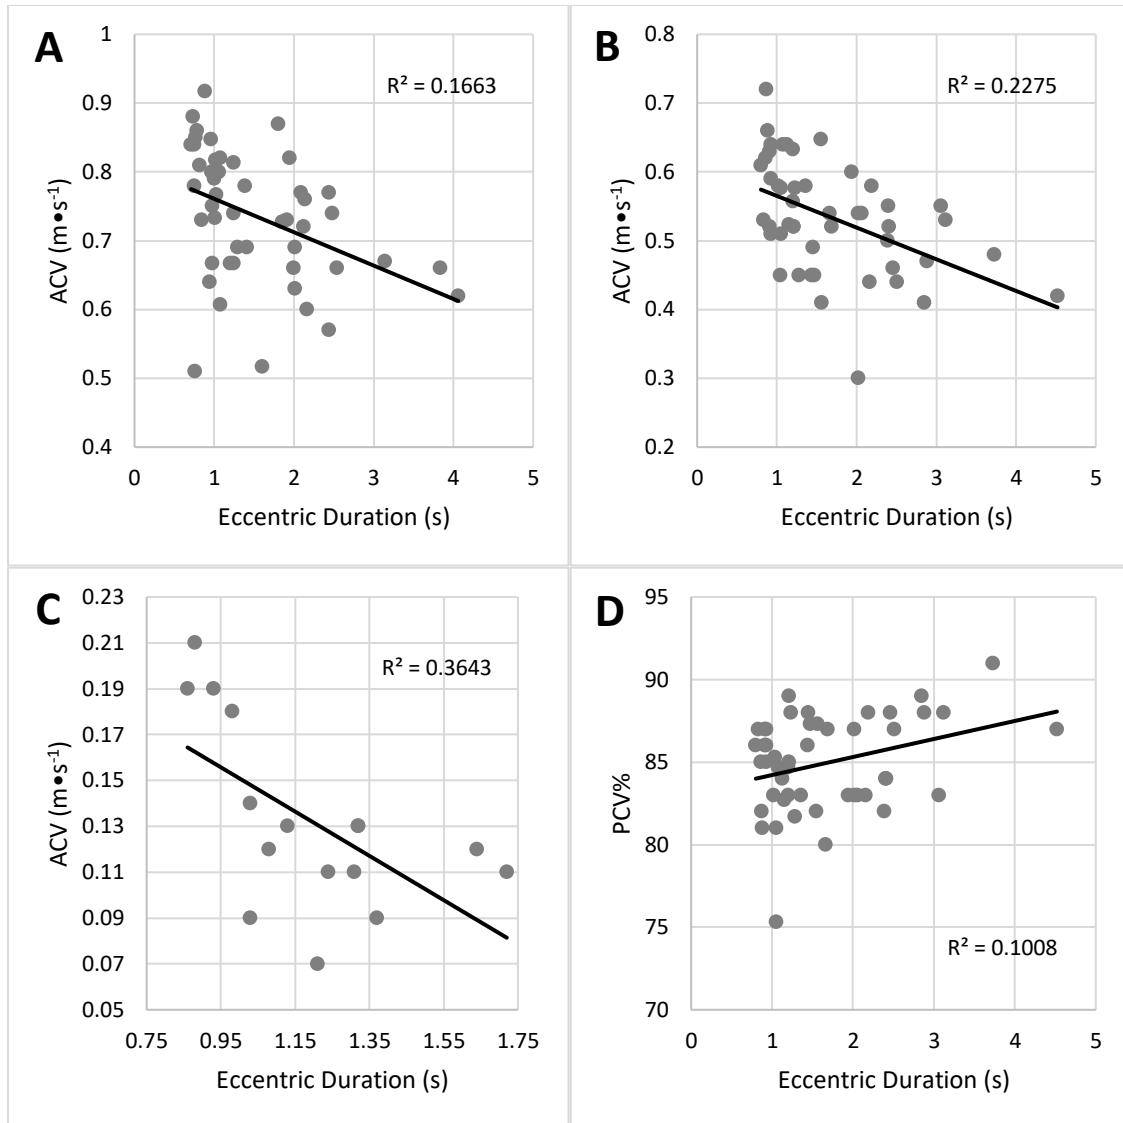 A
R² = 0.1663
ACV (m•s⁻¹)
1
0.9
0.8
0.7
0.6
0.5
0.4
0 1 2 3 4 5
Eccentric Duration (s)
B
R² = 0.2275
ACV (m•s⁻¹)
0.8
0.7
0.6
0.5
0.4
0.3
0.2
0 1 2 3 4 5
Eccentric Duration (s)
C
R² = 0.3643
ACV (m•s⁻¹)
0.23
0.21
0.19
0.17
0.15
0.13
0.11
0.09
0.07
0.05
0.75 0.95 1.15 1.35 1.55 1.75
Eccentric Duration (s)
D
R² = 0.1008
PCV%
95
90
85
80
75
70
0 1 2 3 4 5
Eccentric Duration (s)